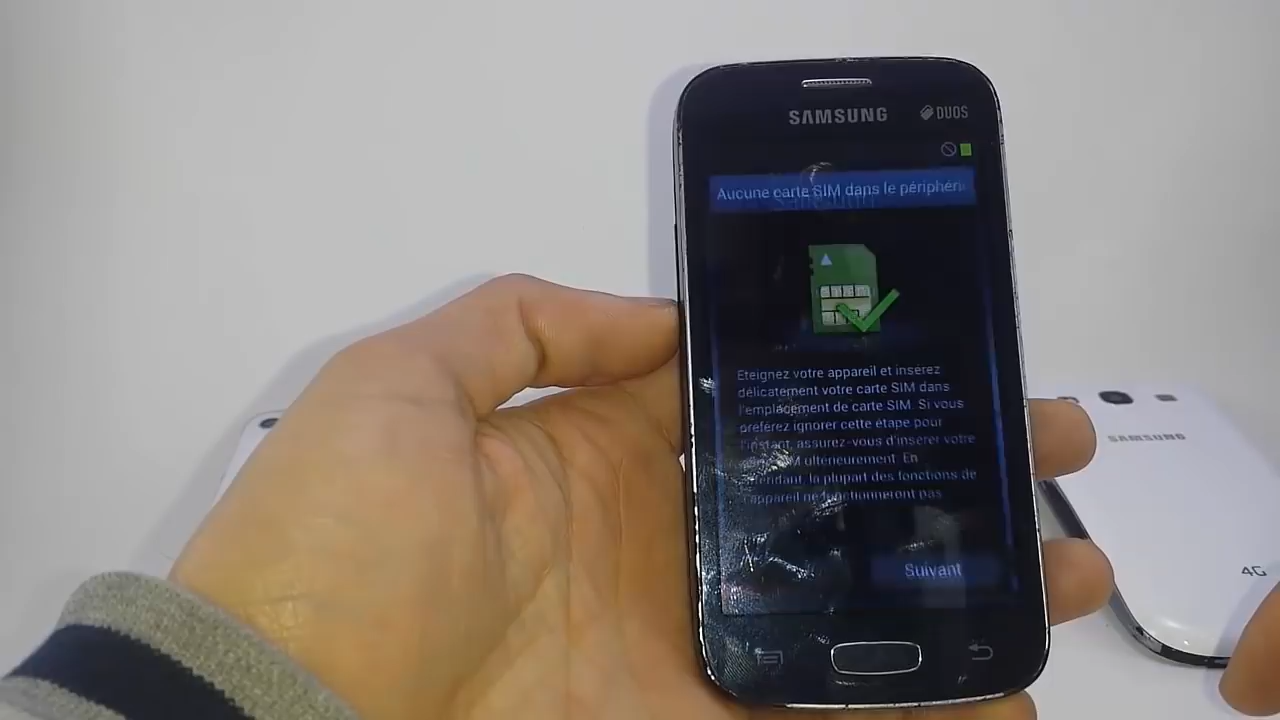 SAMSUNG DUOS
Aucune carte SIM dans le périphéri
Eteignez votre appareil et insérez
délicatement votre carte SIM dans
l'emplacement de carte SIM. Si vous
préférez ignorer cette étape pour
l'instant, assurez-vous d'insérer votre
ultérieurement. En
la plupart des fonctions de
l'appareil ne fonctionneront pas
Suivant
SAMSUNG
4G